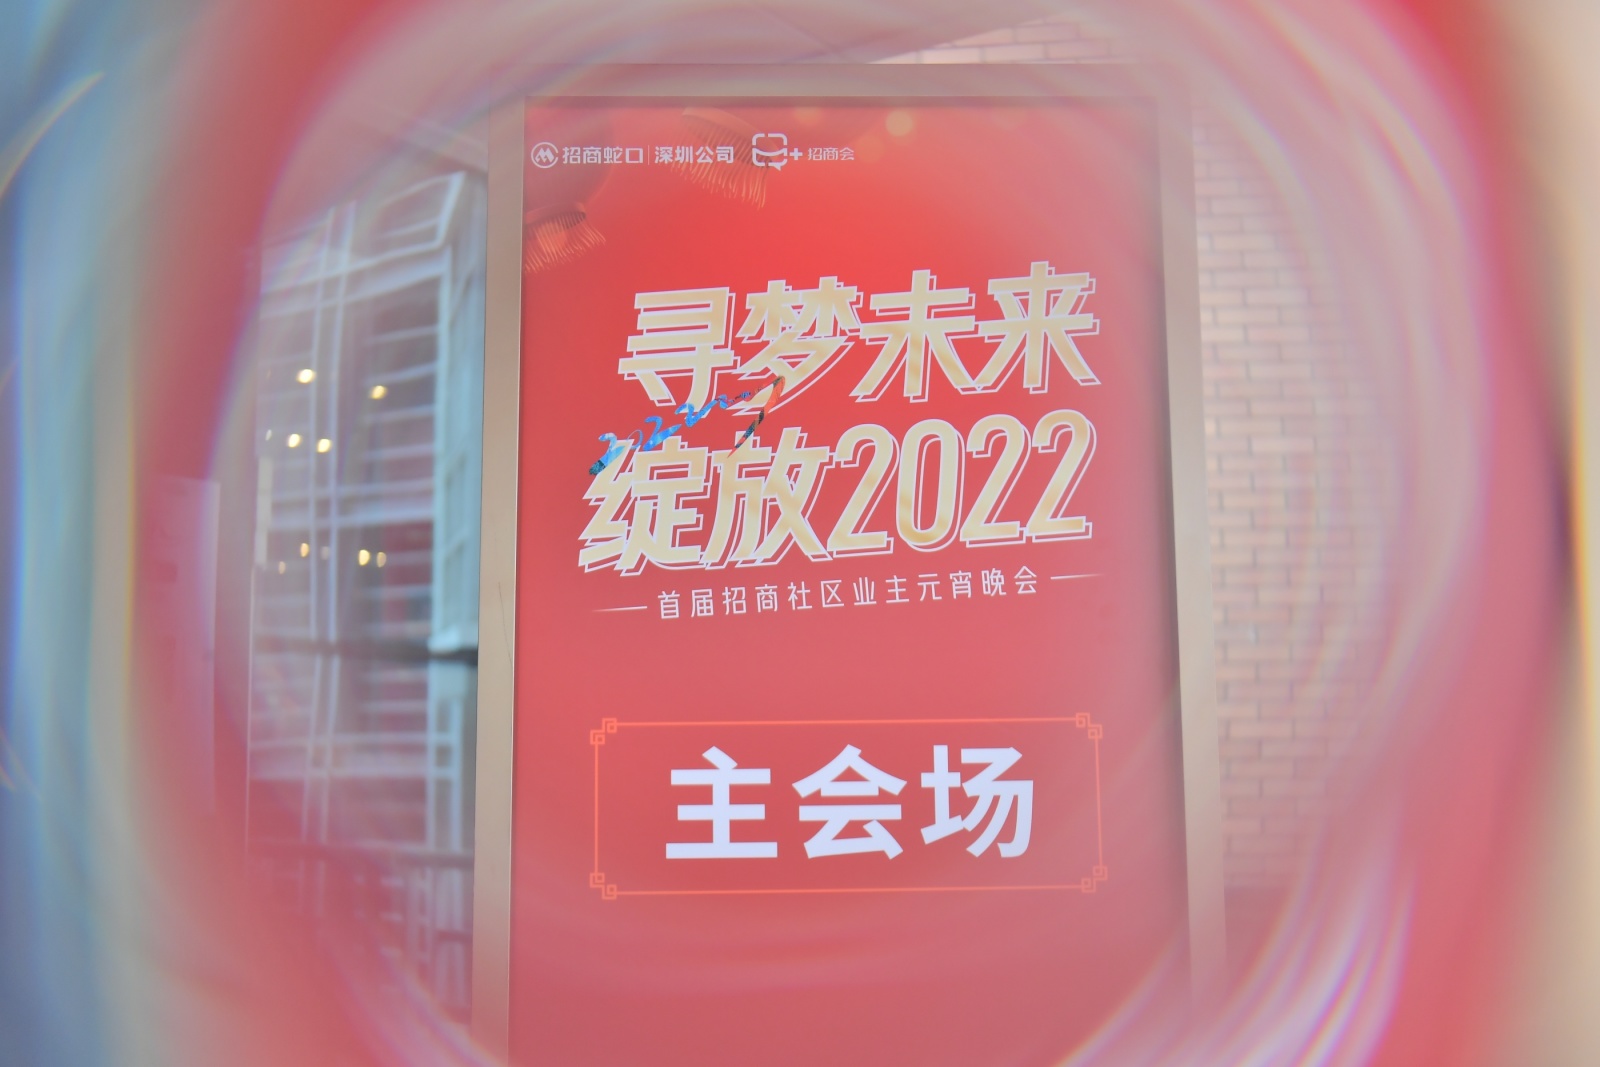 招商蛇口 深圳公司 招商会
寻梦未来
绽放2022
首届招商社区业主元宵晚会
主会场